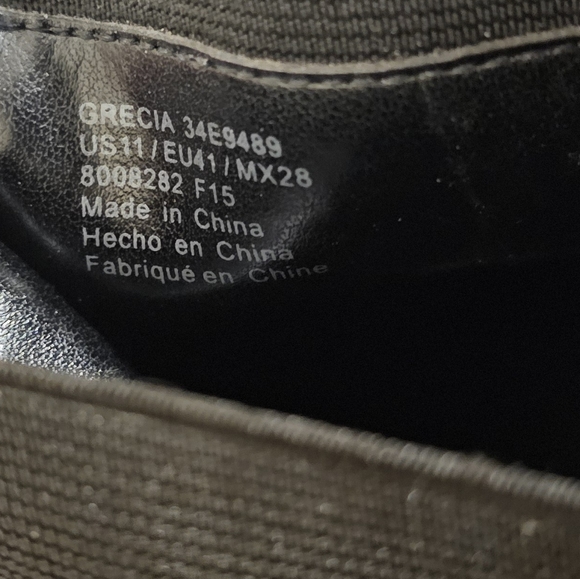 GRECIA 34E9489
US11/EU41/MX28
8008282 F15
Made in China
Hecho en China
Fabriqué en Chine